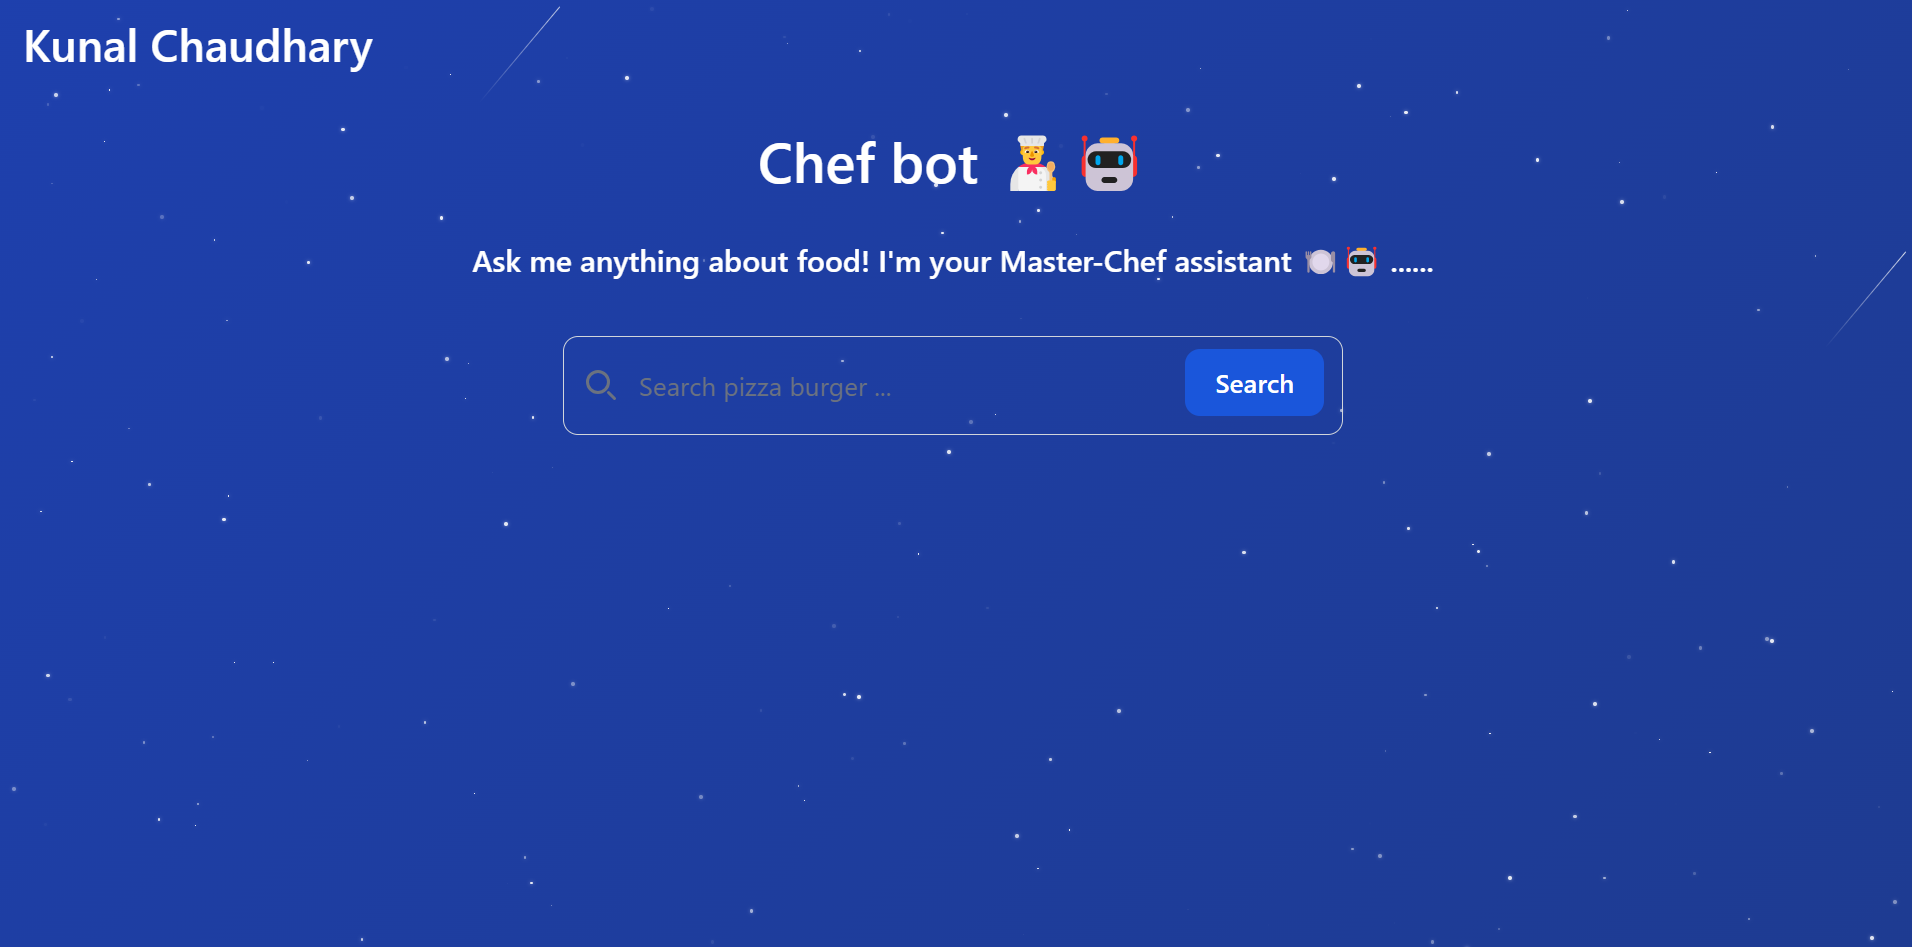 Kunal Chaudhary
Chef bot 👨‍🍳 🤖
Ask me anything about food! I'm your Master-Chef assistant 🍽️🤖 ......
Search pizza burger ...
Search